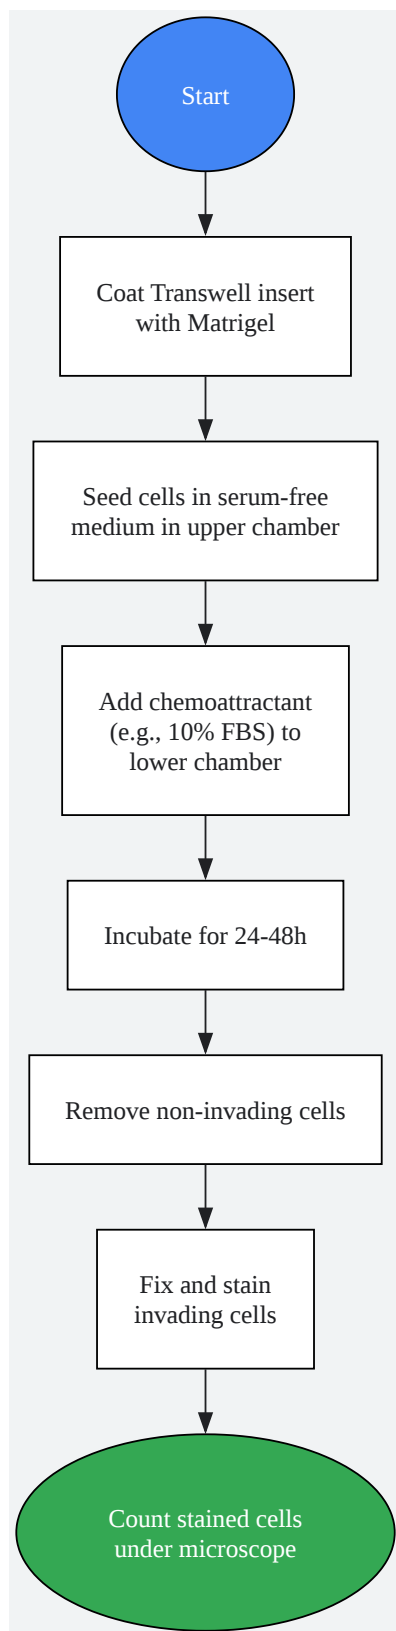 Start
Coat Transwell insert
with Matrigel
Seed cells in serum-free
medium in upper chamber
Add chemoattractant
(e.g., 10% FBS) to
lower chamber
Incubate for 24-48h
Remove non-invading cells
Fix and stain
invading cells
Count stained cells
under microscope